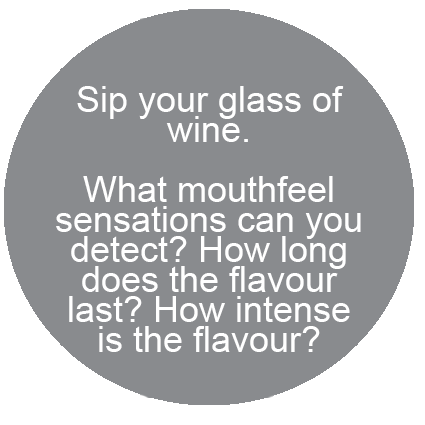 Sip your glass of
wine.
What mouthfeel
sensations can you
detect? How long
does the flavour
last? How intense
is the flavour?